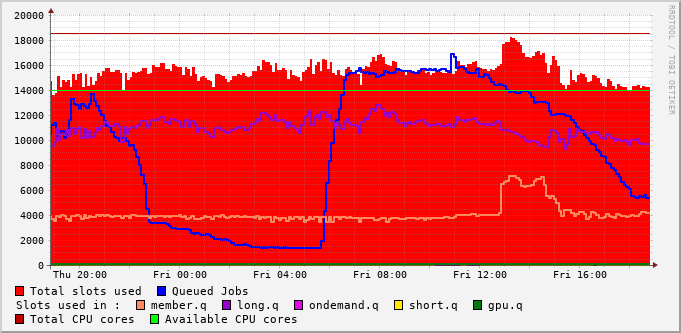 RRDTOOL / TOBI OETIKER
20000
18000
16000
14000
12000
10000
8000
6000
4000
2000
0
Thu 20:00 Fri 00:00 Fri 04:00 Fri 08:00 Fri 12:00 Fri 16:00
Total slots used Queued Jobs
Slots used in : member.q long.q ondemand.q short.q gpu.q
Total CPU cores Available CPU cores